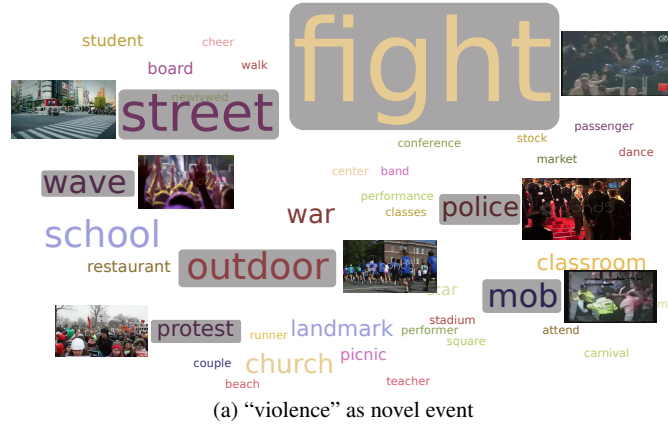 student
cheer
fight
board
walk
newlywed
street
passenger
conference
stock
dance
market
center
band
wave
performance
classes
war
police
school
restaurant
outdoor
classroom
star
mob
protest
runner
landmark
stadium
performer
square
attend
couple
church
picnic
carnival
beach
teacher
(a) “violence” as novel event